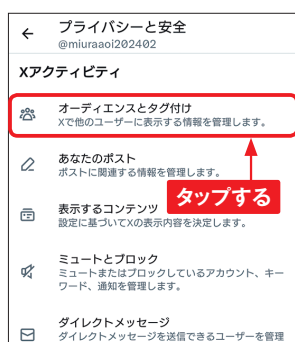 プライバシーと安全
@miuraaoi202402
Xアクティビティ
オーディエンスとタグ付け
Xで他のユーザーに表示する情報を管理します。
あなたのポスト
ポストに関連する情報を管理します。
タップする
表示するコンテンツ
設定に基づいてXの表示内容を決定します。
ミュートとブロック
ミュートまたはブロックしているアカウント、キー
ワード、通知を管理します。
ダイレクトメッセージ
ダイレクトメッセージを送信できるユーザーを管理